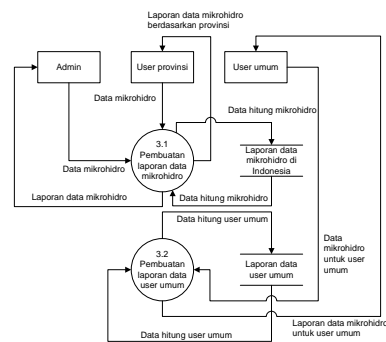 Laporan data mikrohidro
berdasarkan provinsi
Admin
User provinsi
User umum
Data mikrohidro
Data hitung mikrohidro
3.1
Pembuatan
laporan data
mikrohidro
Laporan data
mikrohidro di
Indonesia
Data mikrohidro
Laporan data mikrohidro
Data hitung mikrohidro
Data hitung user umum
Data
mikrohidro
untuk user
umum
3.2
Pembuatan
laporan data
user umum
Laporan data
user umum
Data hitung user umum
Laporan data mikrohidro
untuk user umum